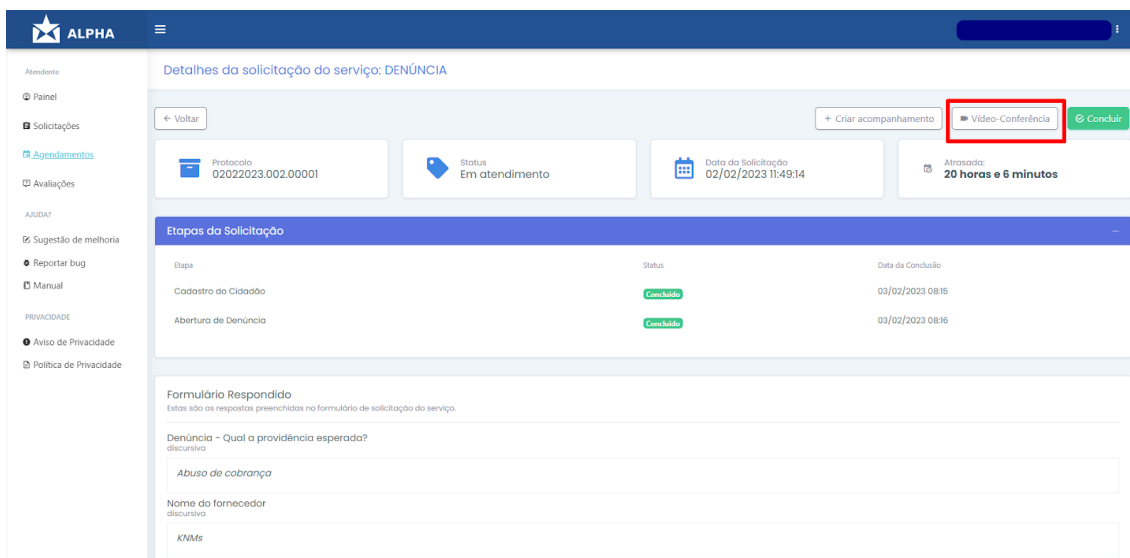 ALPHA
Atendente
Painel
Solicitações
Agendamentos
Avaliações
AJUDA?
Sugestão de melhoria
Reportar bug
Manual
PRIVACIDADE
Aviso de Privacidade
Política de Privacidade
Detalhes da solicitação do serviço: DENÚNCIA
← Voltar
+ Criar acompanhamento
Vídeo-Conferência
Concluir
Protocolo
02022023.002.00001
Status
Em atendimento
Data da Solicitação
02/02/2023 11:49:14
Atrasada:
20 horas e 6 minutos
Etapas da Solicitação
Etapa Status Data da Conclusão
Cadastro do Cidadão Concluído 03/02/2023 08:15
Abertura de Denúncia Concluído 03/02/2023 08:16
Formulário Respondido
Estas são as respostas preenchidas no formulário de solicitação do serviço.
Denúncia - Qual a providência esperada?
discursiva
Abuso de cobrança
Nome do fornecedor
discursiva
KNMs